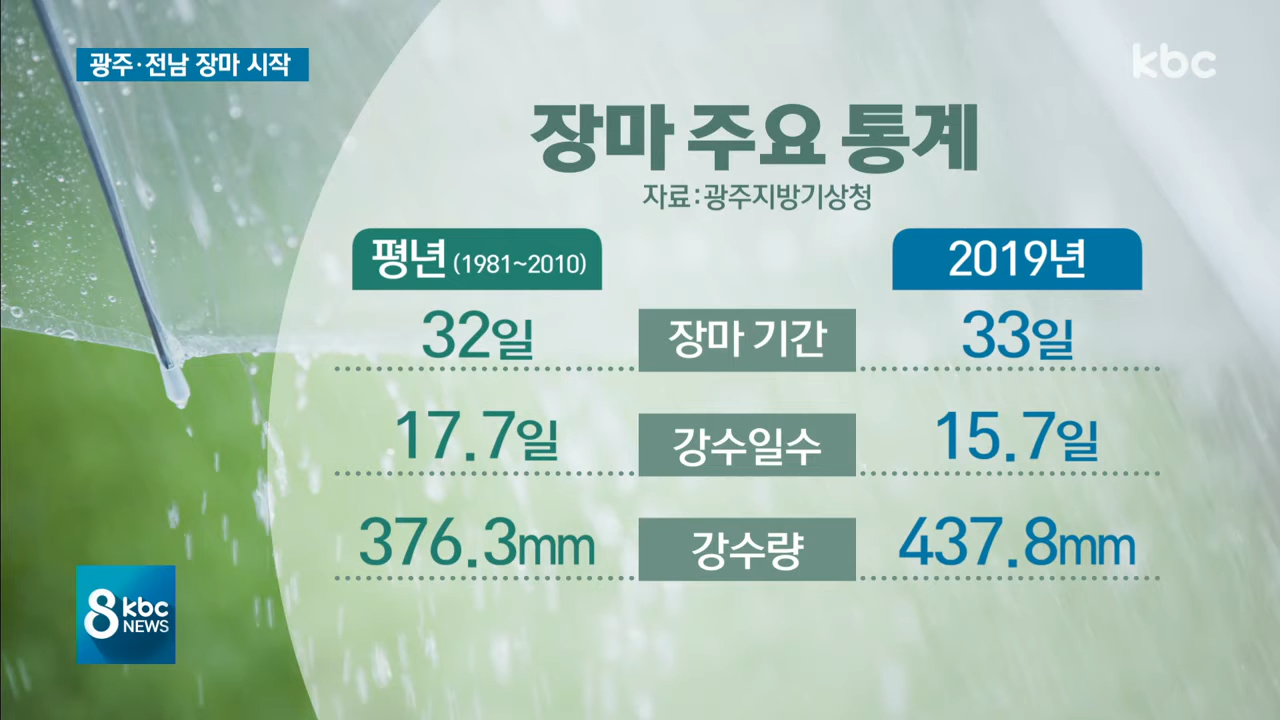 광주·전남 장마 시작
kbc
장마 주요 통계
자료:광주지방기상청
평년 (1981~2010)
2019년
32일
장마 기간
33일
17.7일
강수일수
15.7일
376.3mm
강수량
437.8mm
8 kbc
NEWS